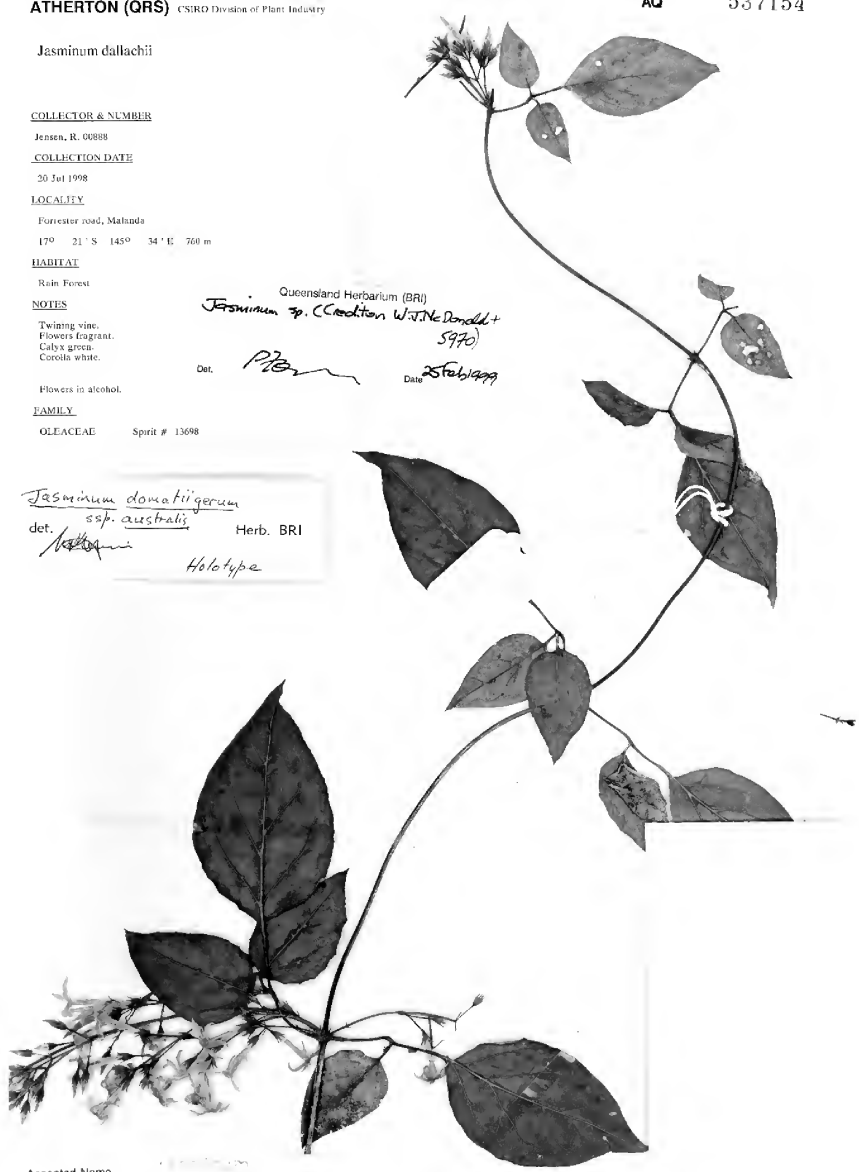 ATHERTON (QRS) CSIRO Division of Plant Industry
AQ 537154
Jasminum dallachii
COLLECTOR & NUMBER
Jensen, R. 00888
COLLECTION DATE
20 Jul 1998
LOCALITY
Forrester road, Malanda
17° 21 ' S 145° 34 ' E 760 m
HABITAT
Rain Forest
NOTES
Twining vine.
Flowers fragrant.
Calyx green.
Corolla white.
Flowers in alcohol.
FAMILY
OLEACEAE Spirit # 13698
Queensland Herbarium (BRI)
Jasminum sp. (Crediton W.J. McDonald +
5970)
Det.
Date 25 Feb 1999
Jasminum domatiigerum
ssp. australis
det. Herb. BRI
Holotype
Accepted Name